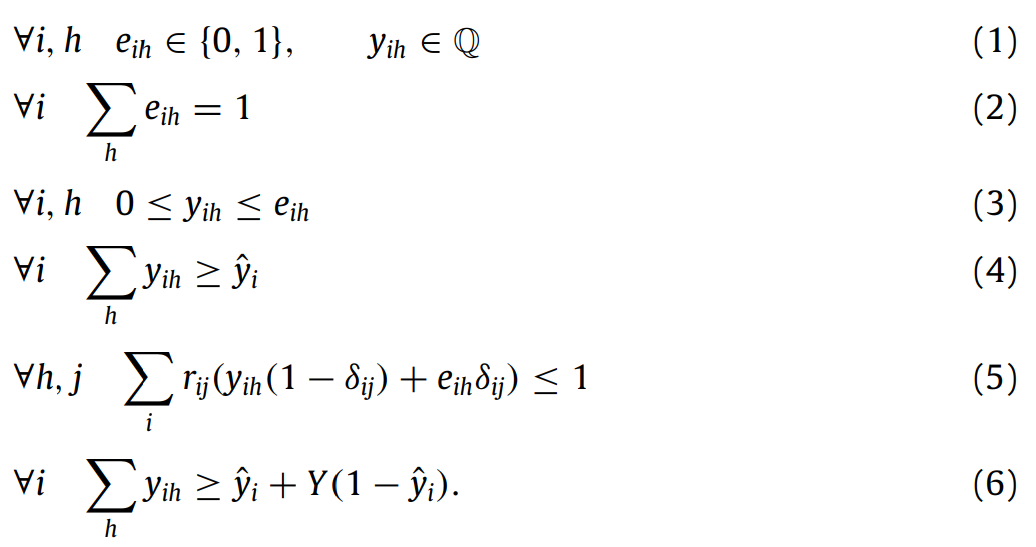 ∀i, h e_{ih} ∈ {0, 1}, y_{ih} ∈ ℚ (1)
∀i ∑_h e_{ih} = 1 (2)
∀i, h 0 ≤ y_{ih} ≤ e_{ih} (3)
∀i ∑_h y_{ih} ≥ ŷ_i (4)
∀h, j ∑_i r_{ij}(y_{ih}(1 − δ_{ij}) + e_{ih}δ_{ij}) ≤ 1 (5)
∀i ∑_h y_{ih} ≥ ŷ_i + Y(1 − ŷ_i). (6)